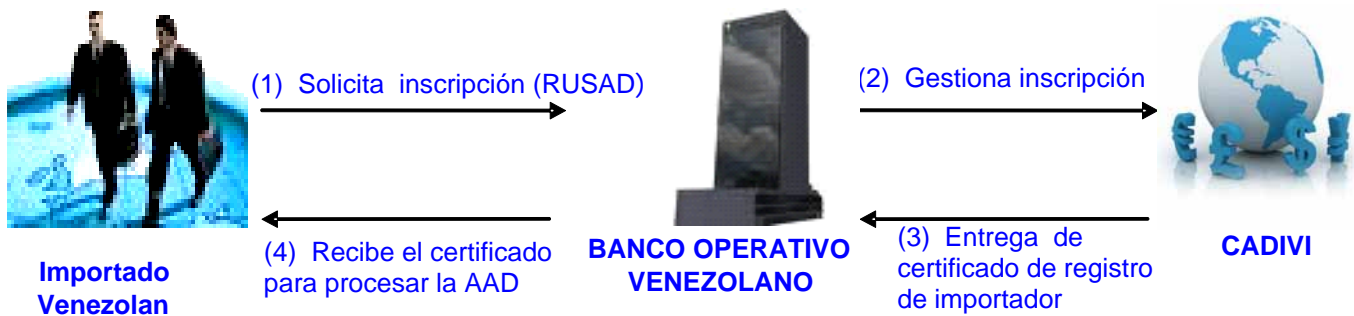 (1) Solicita inscripción (RUSAD)
(2) Gestiona inscripción
(4) Recibe el certificado
para procesar la AAD
BANCO OPERATIVO
VENEZOLANO
(3) Entrega de
certificado de registro
de importador
CADIVI
Importado
Venezolan
€ £ $ ¥